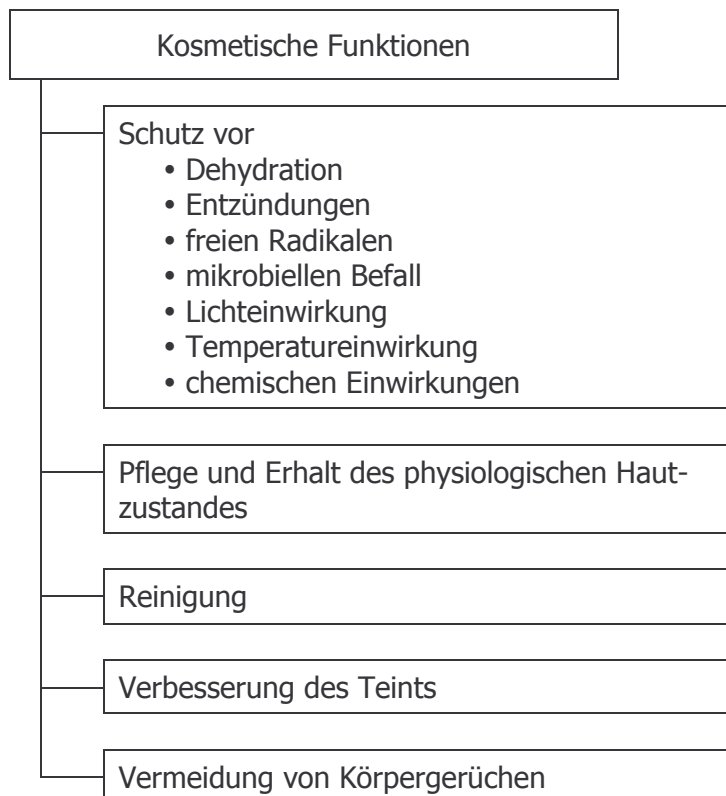 Kosmetische Funktionen
Schutz vor
• Dehydration
• Entzündungen
• freien Radikalen
• mikrobiellen Befall
• Lichteinwirkung
• Temperatureinwirkung
• chemischen Einwirkungen
Pflege und Erhalt des physiologischen Haut-
zustandes
Reinigung
Verbesserung des Teints
Vermeidung von Körpergerüchen